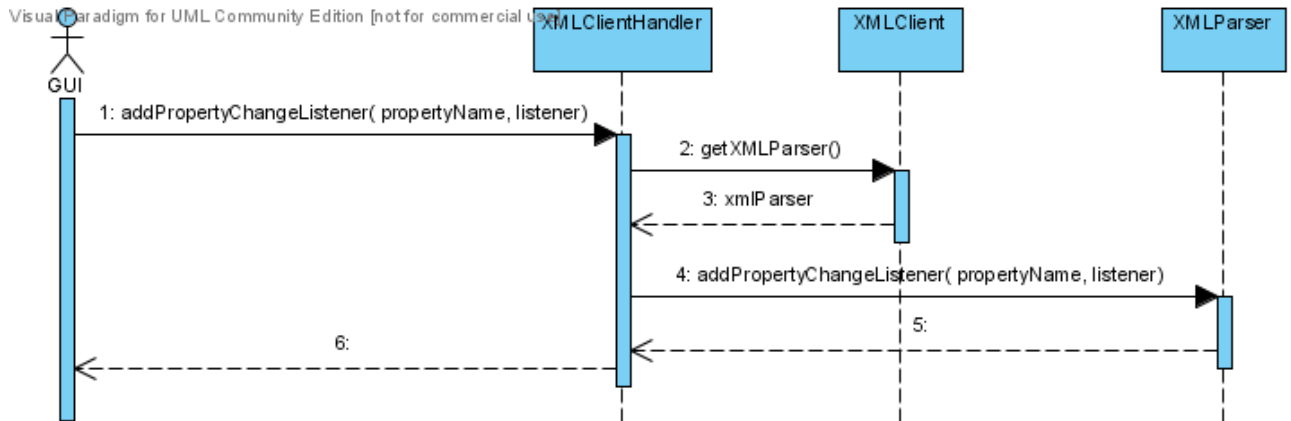 Visual Paradigm for UML Community Edition [not for commercial use]
XMLClientHandler
XMLClient
XMLParser
GUI
1: addPropertyChangeListener( propertyName, listener)
2: getXMLParser()
3: xmlParser
4: addPropertyChangeListener( propertyName, listener)
5:
6: